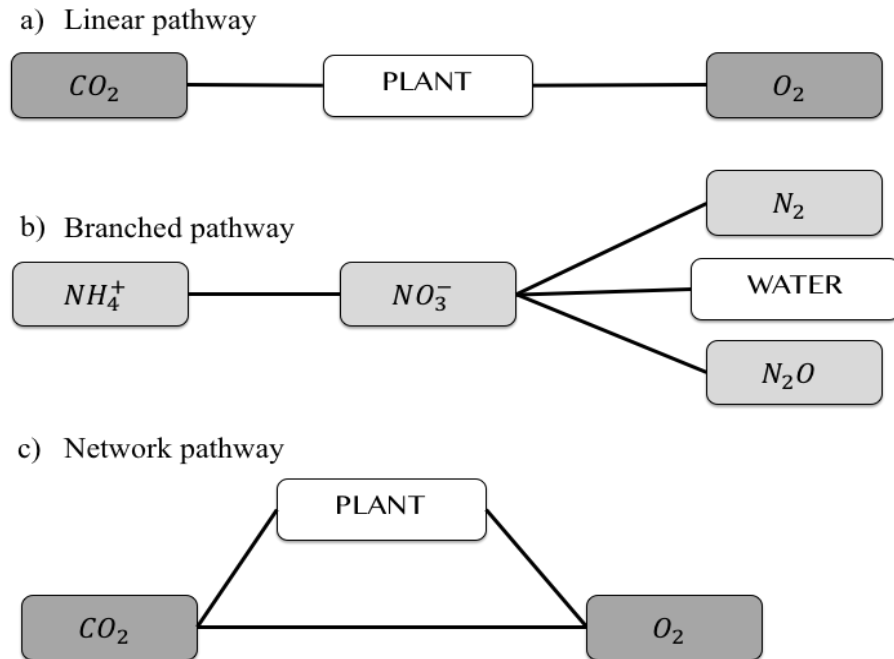 a) Linear pathway
CO₂ PLANT O₂
b) Branched pathway
N₂
NH₄⁺ NO₃⁻ WATER
N₂O
c) Network pathway
PLANT
CO₂ O₂